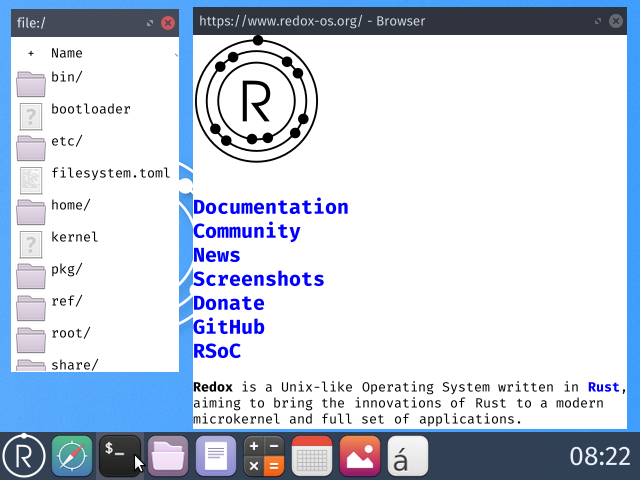 file:/
+ Name
bin/
bootloader
etc/
filesystem.toml
home/
kernel
pkg/
ref/
root/
share/
https://www.redox-os.org/ - Browser
R
Documentation
Community
News
Screenshots
Donate
GitHub
RSoC
Redox is a Unix-like Operating System written in Rust,
aiming to bring the innovations of Rust to a modern
microkernel and full set of applications.
R
$_
á
08:22